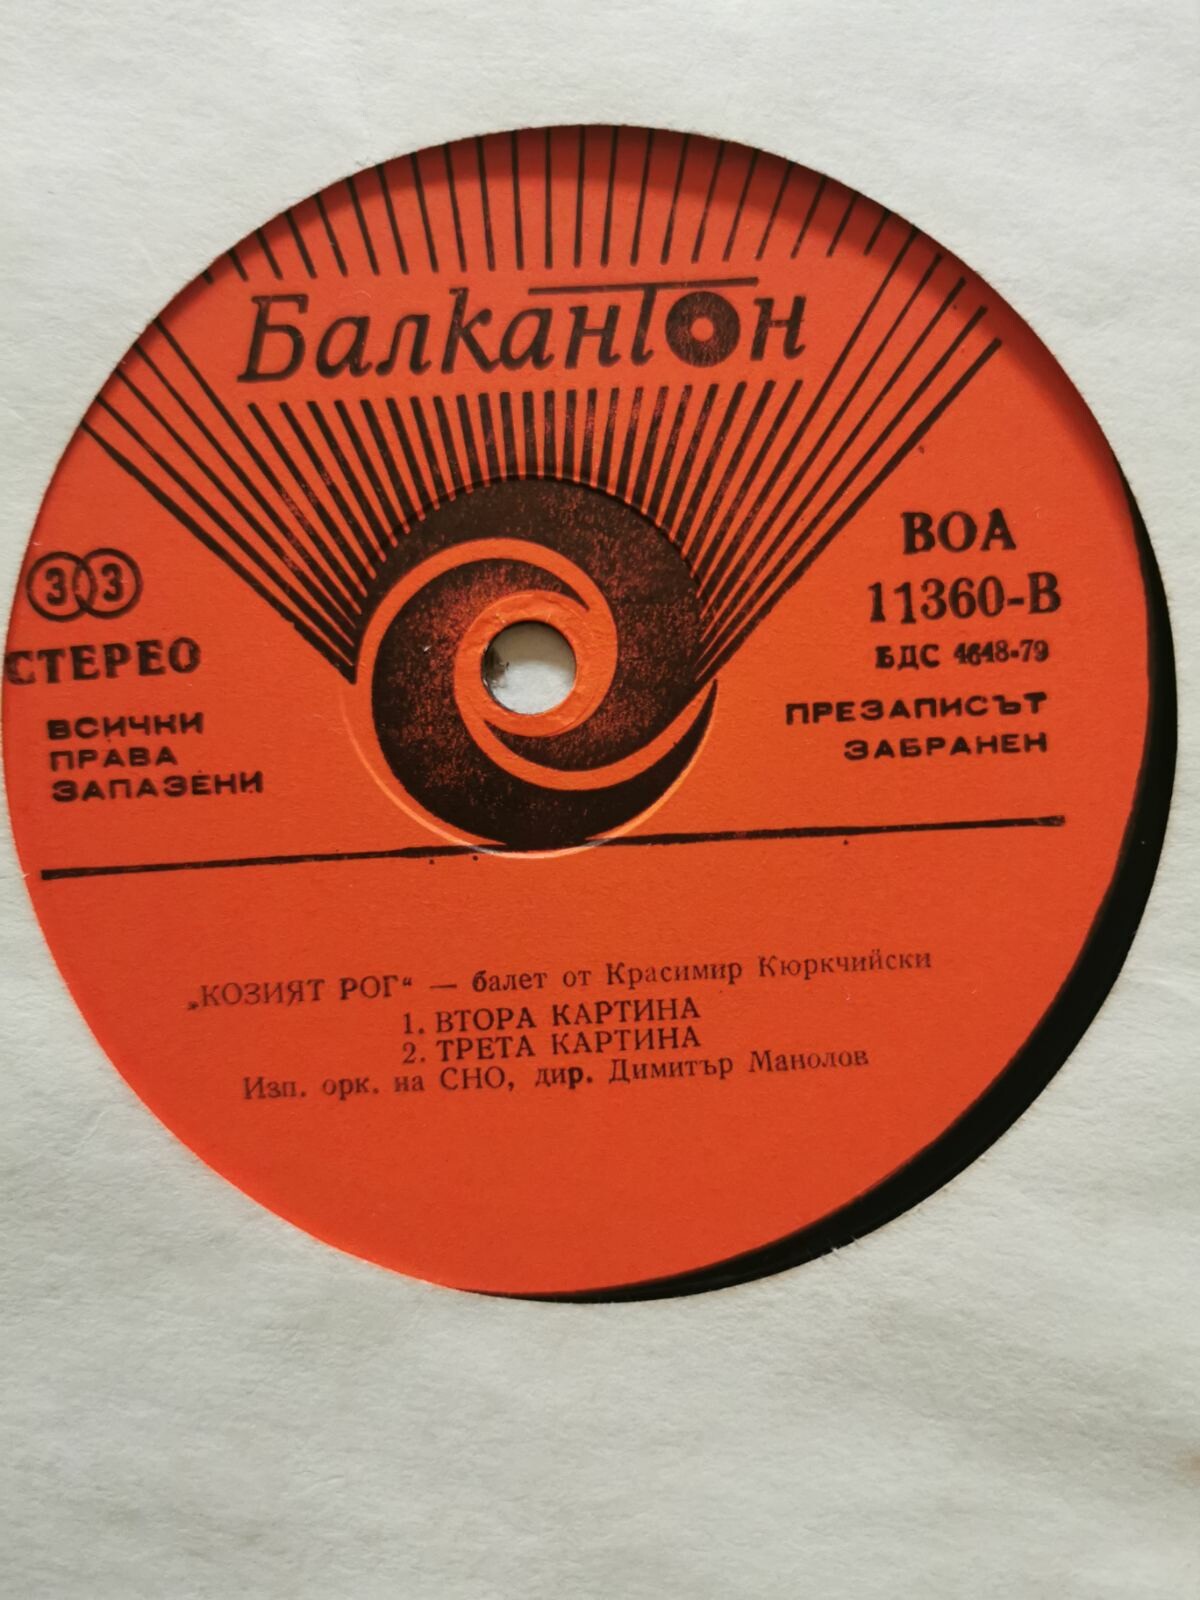 БалканТон
33
СТЕРЕО
ВСИЧКИ
ПРАВА
ЗАПАЗЕНИ
ВОА
11360-В
БДС 4648-79
ПРЕЗАПИСЪТ
ЗАБРАНЕН
„КОЗИЯТ РОГ“ — балет от Красимир Кюркчийски
1. ВТОРА КАРТИНА
2. ТРЕТА КАРТИНА
Изп. орк. на СНО, дир. Димитър Манолов